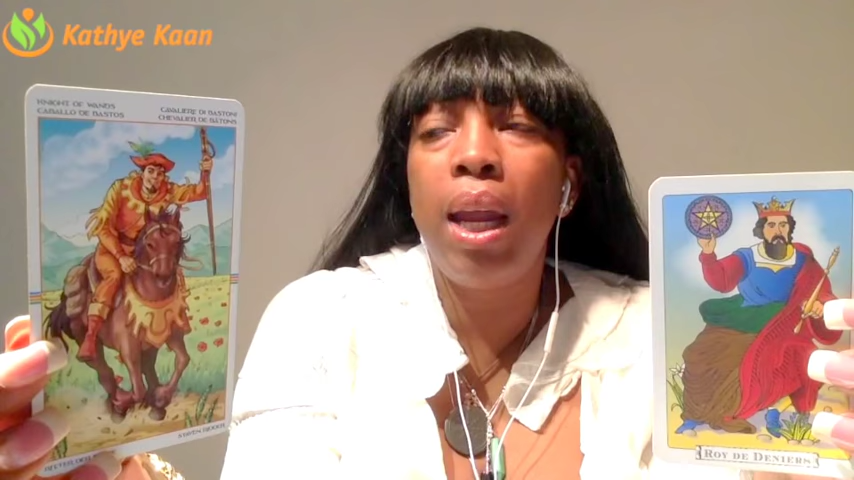 Kathye Kaan
KNIGHT OF WANDS
CABALLO DE BASTOS
CAVALIERE DI BASTONI
CHEVALIER DE BÂTONS
ROY DE DENIERS